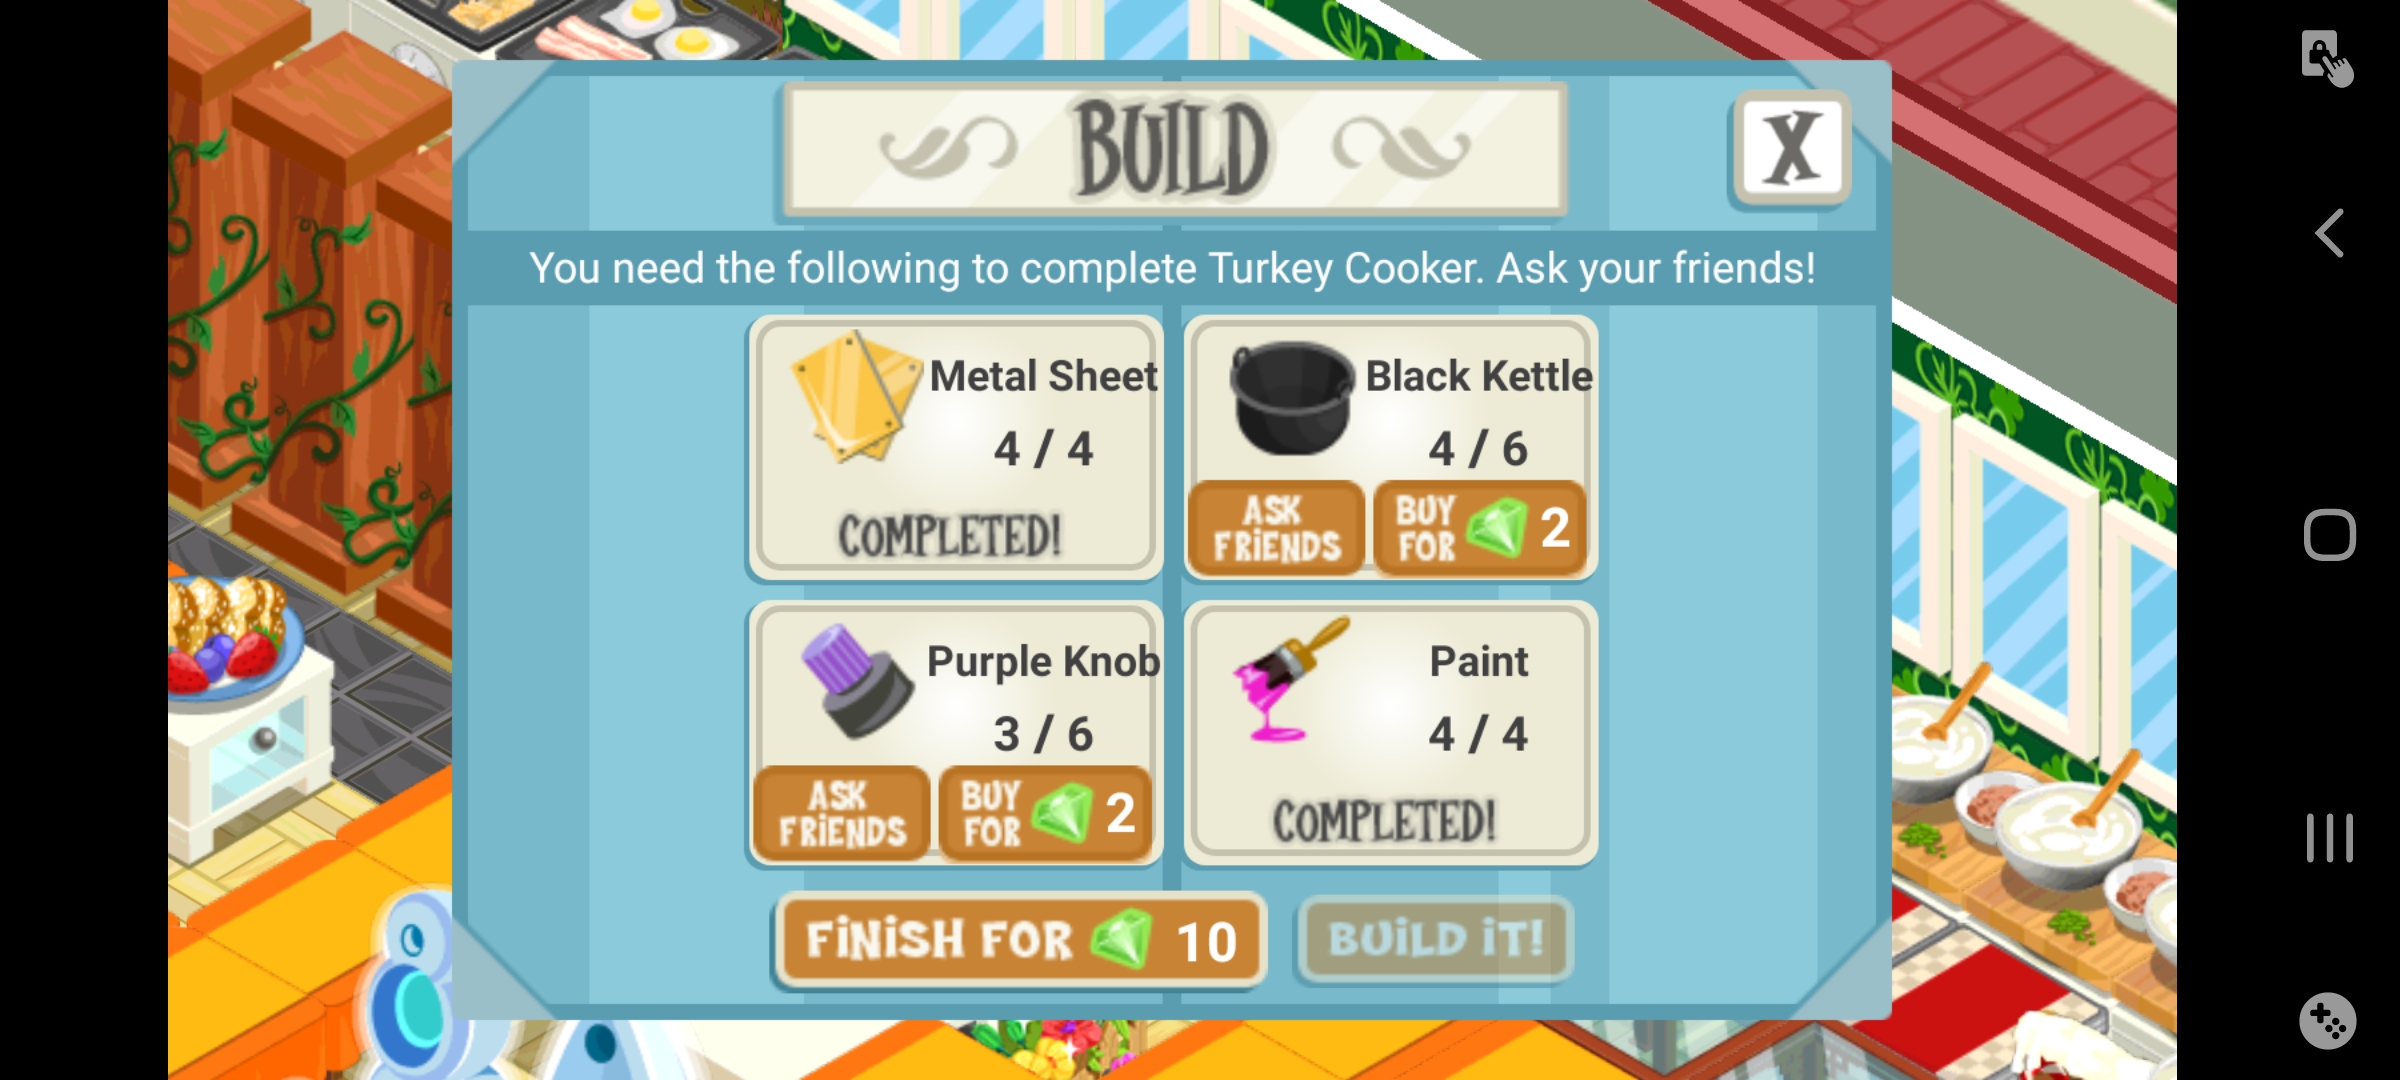 BUILD
X
You need the following to complete Turkey Cooker. Ask your friends!
Metal Sheet
4 / 4
COMPLETED!
Black Kettle
4 / 6
ASK FRiENDS
BUY FOR 2
Purple Knob
3 / 6
ASK FRiENDS
BUY FOR 2
Paint
4 / 4
COMPLETED!
FiNiSH FOR 10
BUiLD iT!